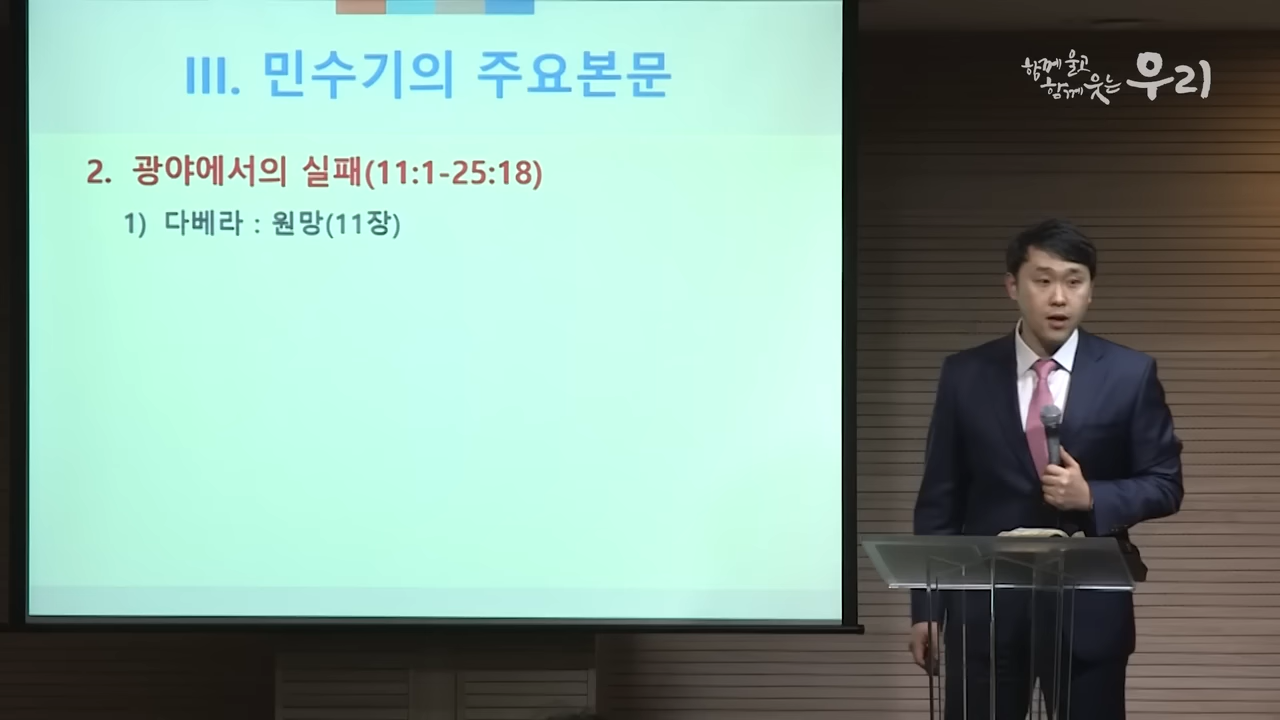 III. 민수기의 주요본문
2. 광야에서의 실패(11:1-25:18)
1) 다베라 : 원망(11장)
함께 울고
함께 웃는 우리